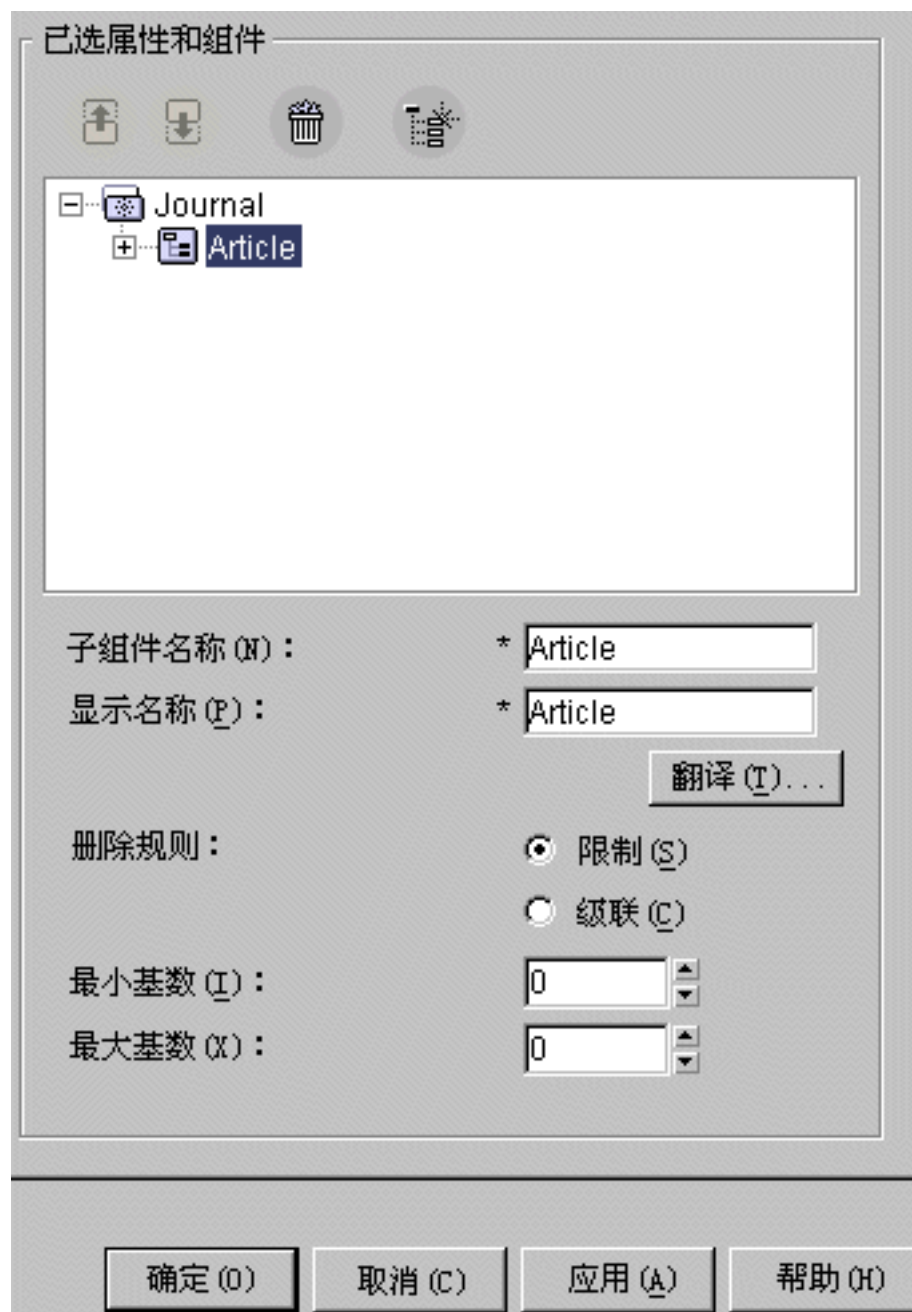 已选属性和组件
Journal
Article
子组件名称(N)： * Article
显示名称(P)： * Article
翻译(T)...
删除规则： 限制(S)
级联(C)
最小基数(I)： 0
最大基数(X)： 0
确定(O) 取消(C) 应用(A) 帮助(H)